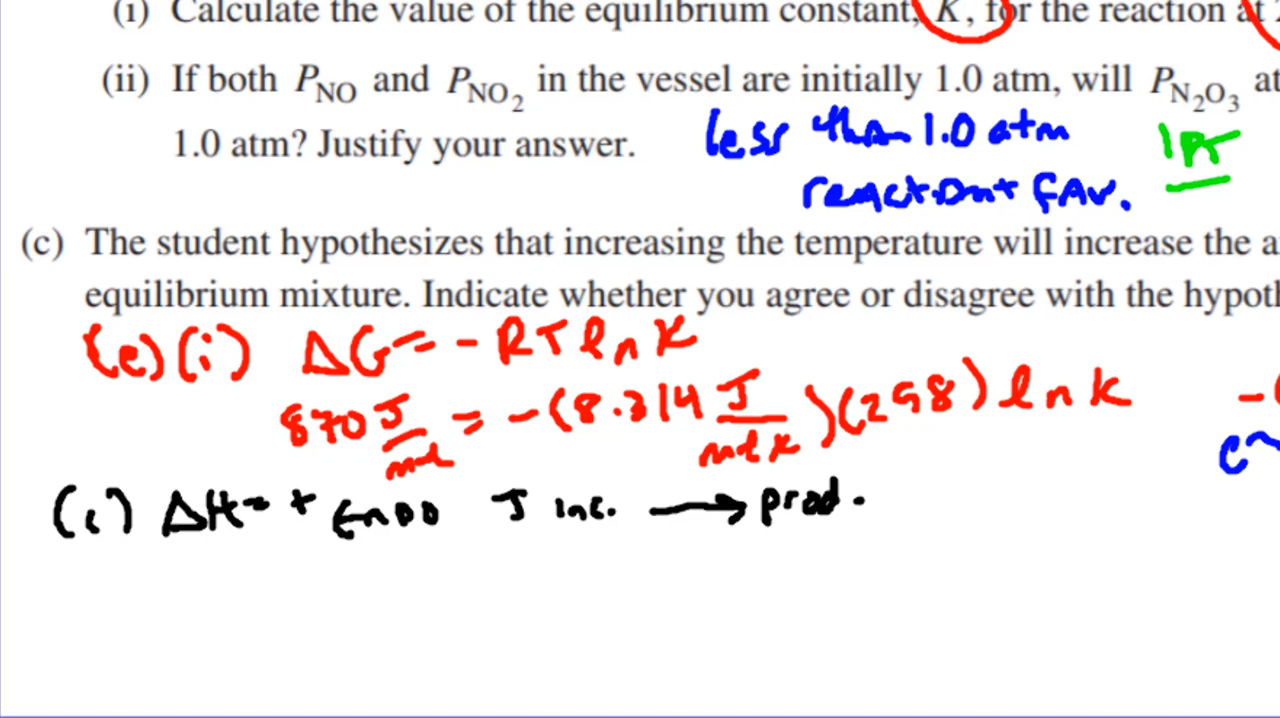 (i) Calculate the value of the equilibrium constant, K, for the reaction at
(ii) If both P_NO and P_NO2 in the vessel are initially 1.0 atm, will P_N2O3 at
1.0 atm? Justify your answer.
less than 1.0 atm
1 PT
reactant FAV.
(c) The student hypothesizes that increasing the temperature will increase the a
equilibrium mixture. Indicate whether you agree or disagree with the hypoth
(e)(i) ΔG = -RT ln K
870 J/mol = -(8.314 J/mol K)(298) ln K
(c) ΔH = + Endo T inc. → prod.